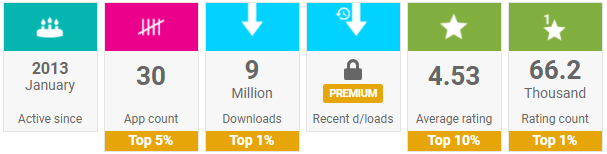 2013
January
Active since
30
App count
Top 5%
9
Million
Downloads
Top 1%
PREMIUM
Recent d/loads
4.53
Average rating
Top 10%
1
66.2
Thousand
Rating count
Top 1%